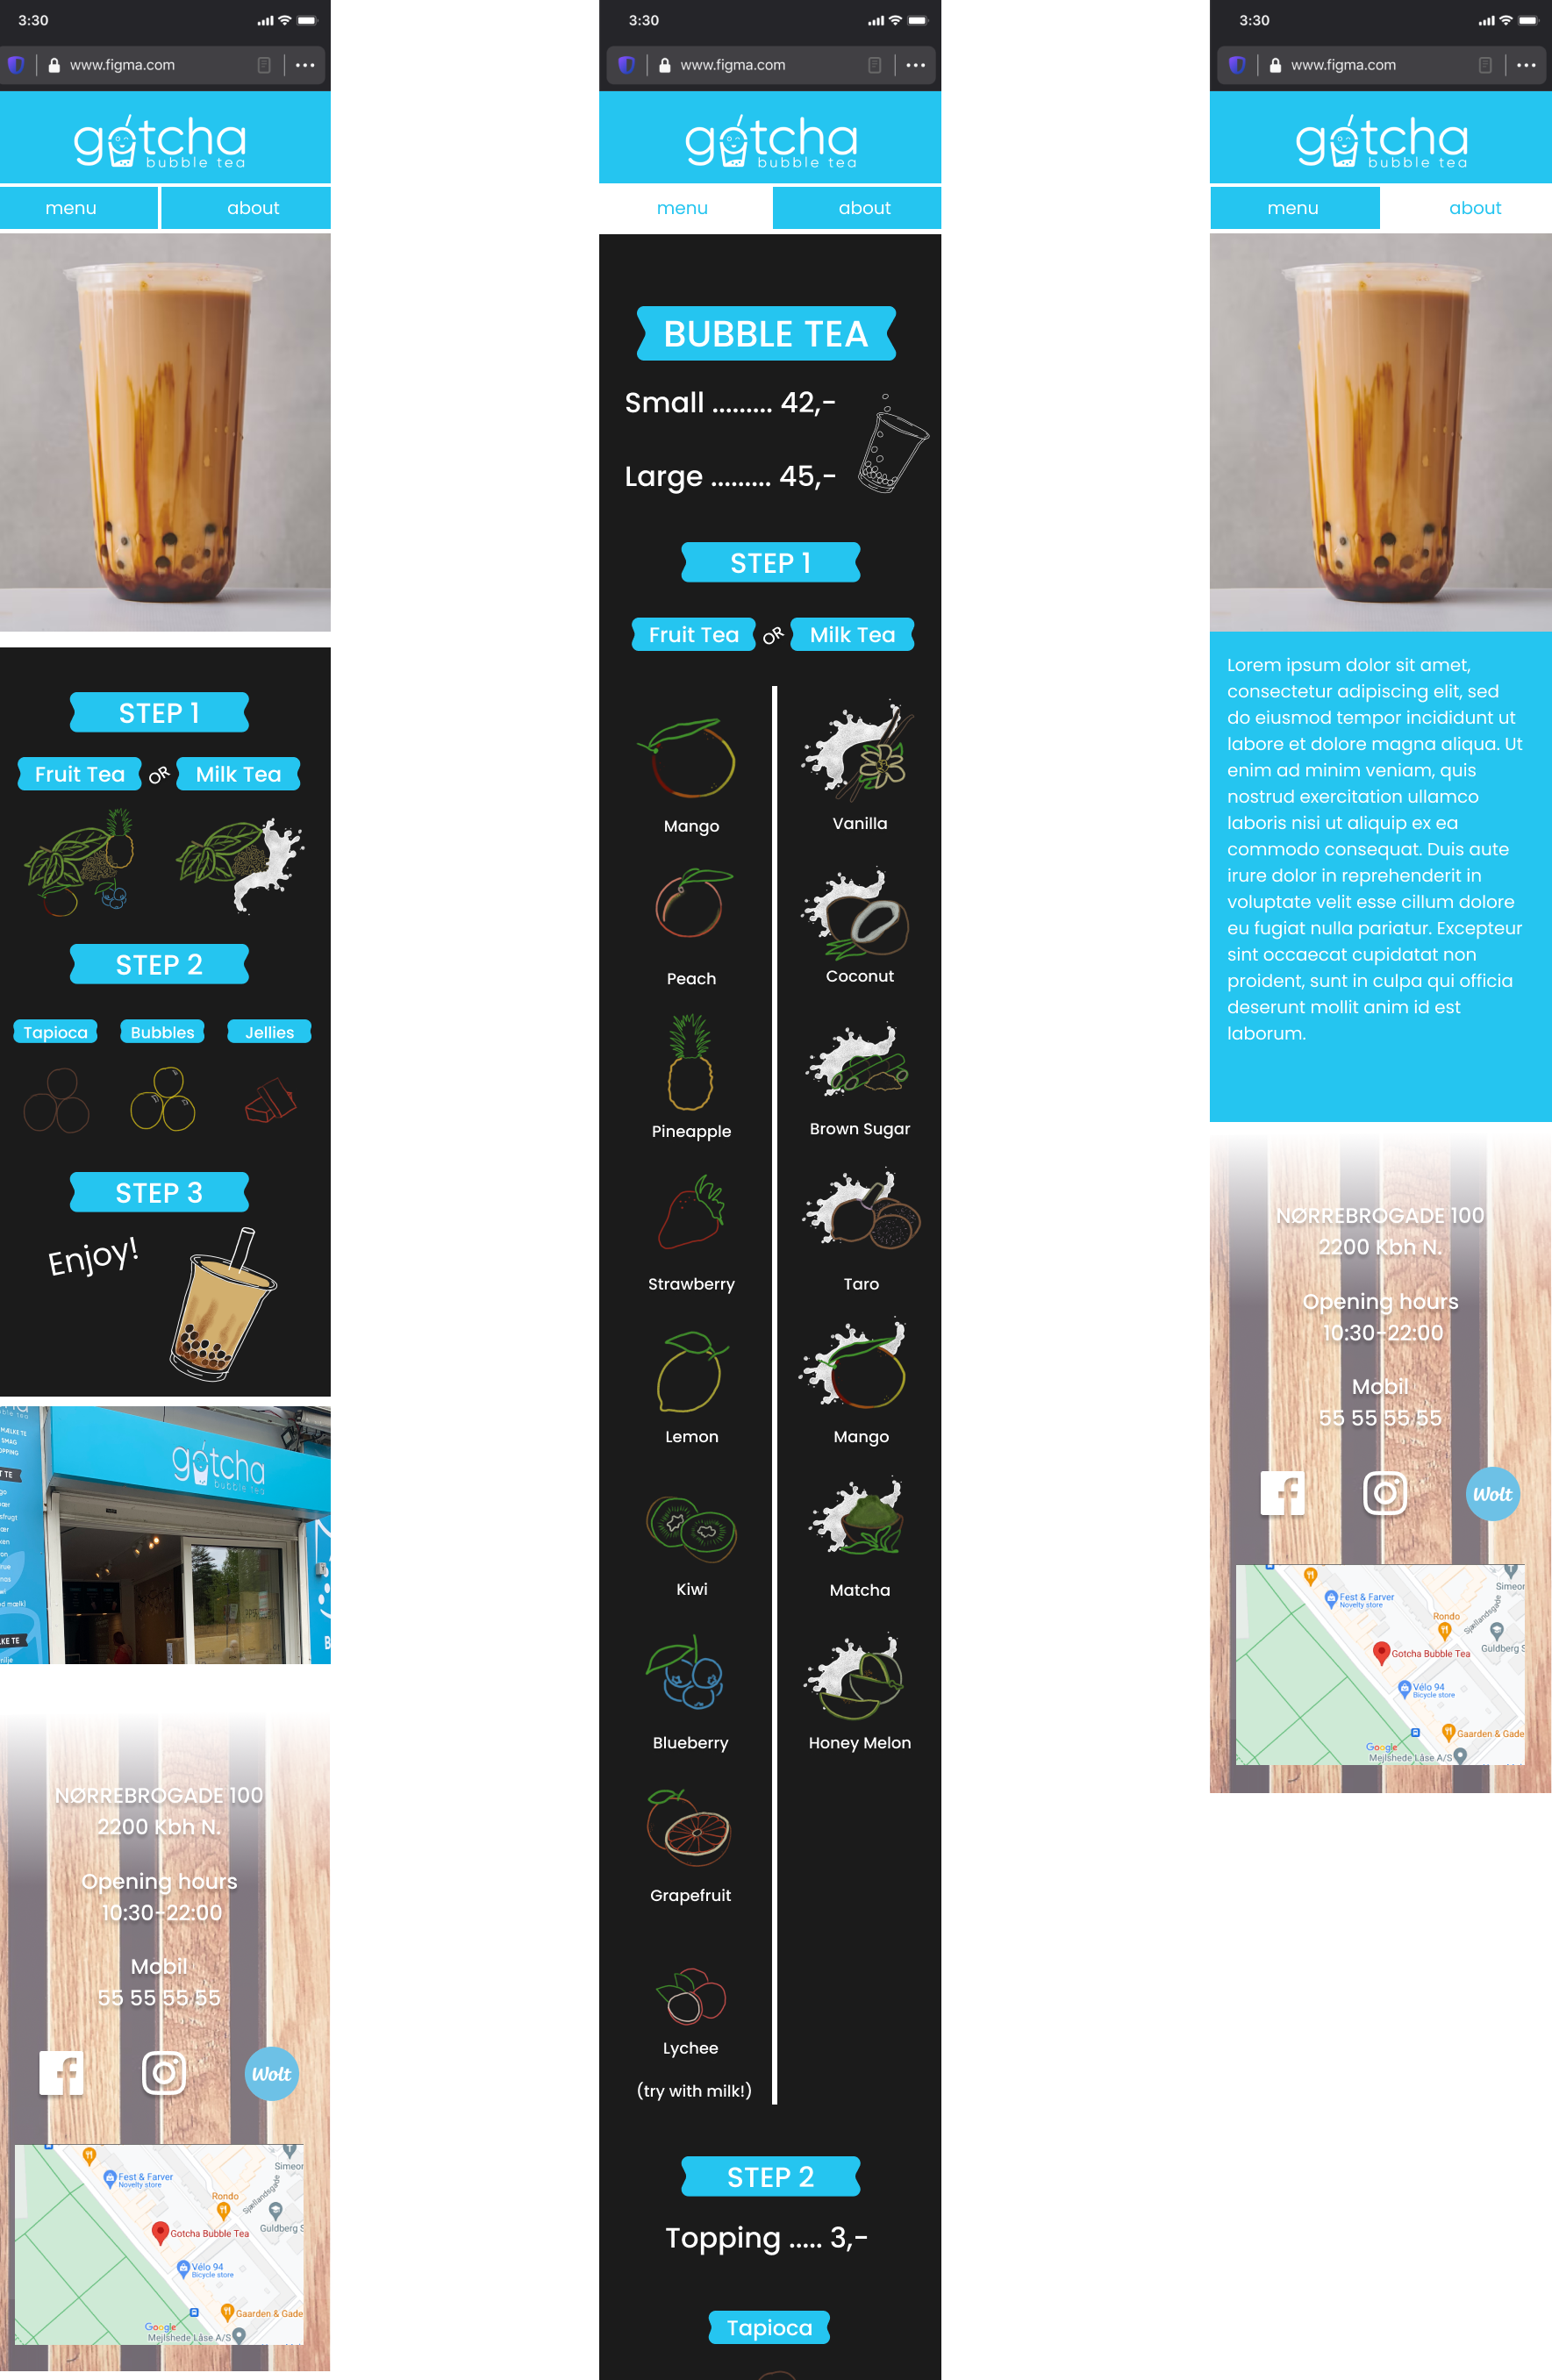 3:30
www.figma.com
gotcha
bubble tea
menu
about
STEP 1
Fruit Tea
OR
Milk Tea
STEP 2
Tapioca
Bubbles
Jellies
STEP 3
Enjoy!
MÆLKE TE
SMAG
gotcha
bubble tea
NØRREBROGADE 100
2200 Kbh N.
Opening hours
10:30-22:00
Mobil
55 55 55 55
Wolt
Simeon
Fest & Farver
Novelty store
Rondo
Sjællandsgade
Guldberg S
Gotcha Bubble Tea
Vélo 94
Bicycle store
Gaarden & Gade
Google
Mejlshede Låse A/S
3:30
www.figma.com
gotcha
bubble tea
menu
about
BUBBLE TEA
Small ......... 42,-
Large ......... 45,-
STEP 1
Fruit Tea
OR
Milk Tea
Mango
Vanilla
Peach
Coconut
Pineapple
Brown Sugar
Strawberry
Taro
Lemon
Mango
Kiwi
Matcha
Blueberry
Honey Melon
Grapefruit
Lychee
(try with milk!)
STEP 2
Topping ..... 3,-
Tapioca
3:30
www.figma.com
gotcha
bubble tea
menu
about
Lorem ipsum dolor sit amet,
consectetur adipiscing elit, sed
do eiusmod tempor incididunt ut
labore et dolore magna aliqua. Ut
enim ad minim veniam, quis
nostrud exercitation ullamco
laboris nisi ut aliquip ex ea
commodo consequat. Duis aute
irure dolor in reprehenderit in
voluptate velit esse cillum dolore
eu fugiat nulla pariatur. Excepteur
sint occaecat cupidatat non
proident, sunt in culpa qui officia
deserunt mollit anim id est
laborum.
NØRREBROGADE 100
2200 Kbh N.
Opening hours
10:30-22:00
Mobil
55 55 55 55
Wolt
Simeon
Fest & Farver
Novelty store
Rondo
Sjællandsgade
Guldberg S
Gotcha Bubble Tea
Vélo 94
Bicycle store
Gaarden & Gade
Google
Mejlshede Låse A/S